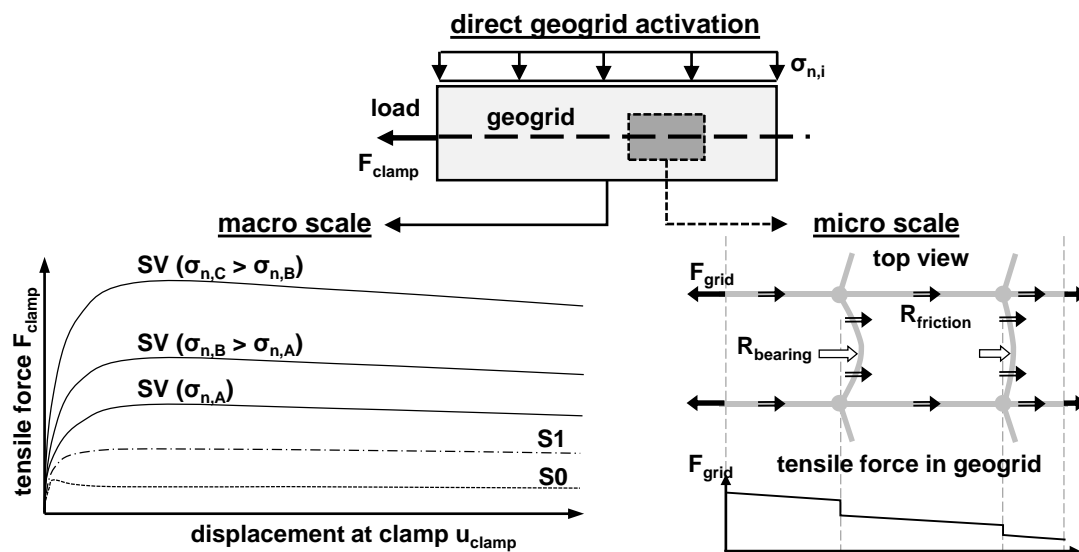 direct geogrid activation
σn,i
load
geogrid
Fclamp
macro scale
micro scale
tensile force Fclamp
SV (σn,C > σn,B)
SV (σn,B > σn,A)
SV (σn,A)
S1
S0
displacement at clamp uclamp
top view
Fgrid
Rfriction
Rbearing
Fgrid
tensile force in geogrid